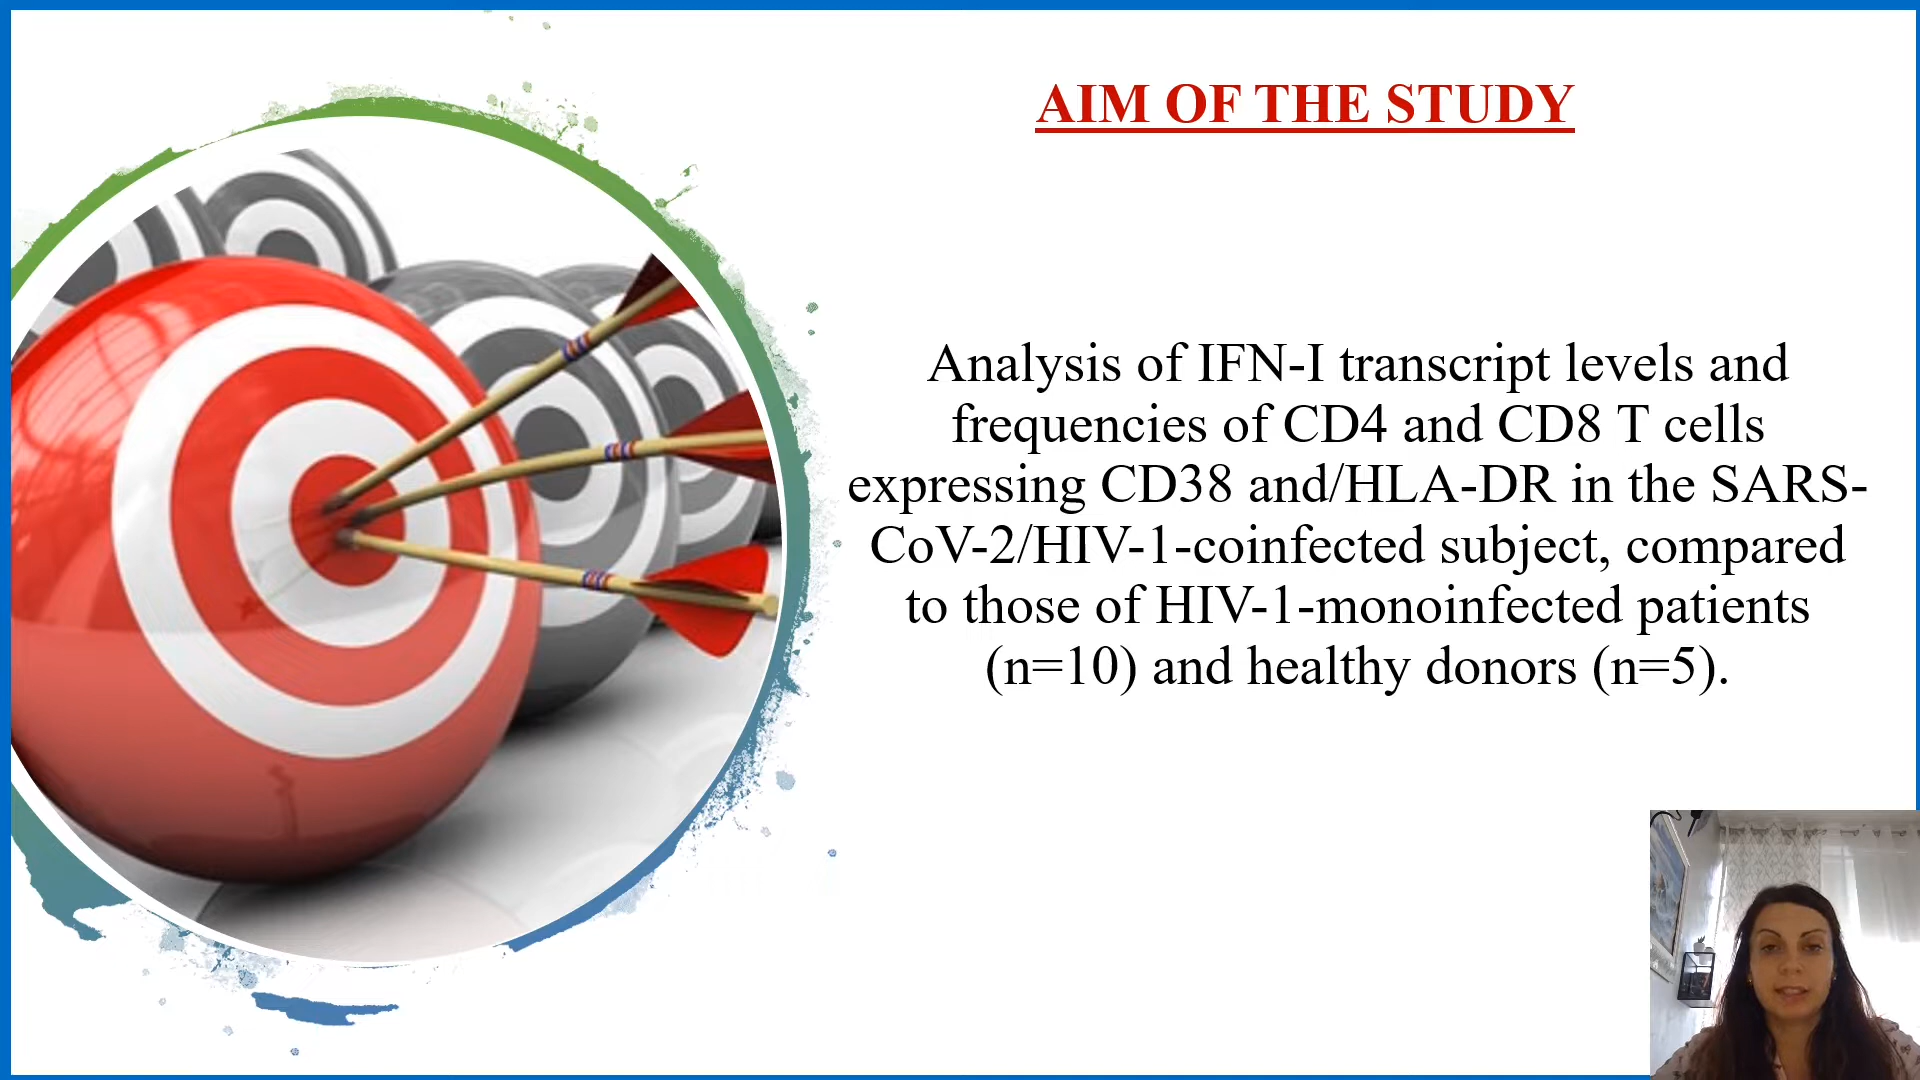 AIM OF THE STUDY
Analysis of IFN-I transcript levels and
frequencies of CD4 and CD8 T cells
expressing CD38 and/HLA-DR in the SARS-
CoV-2/HIV-1-coinfected subject, compared
to those of HIV-1-monoinfected patients
(n=10) and healthy donors (n=5).